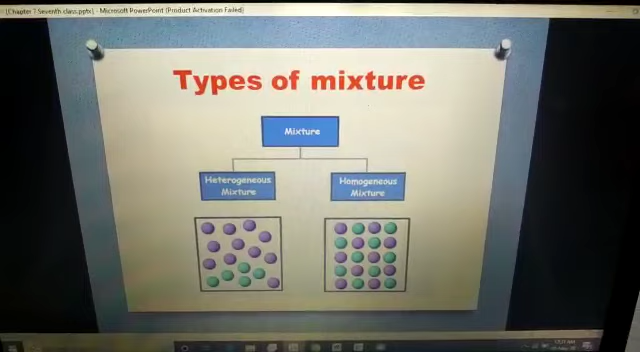 [Chapter 7 Seventh class.pptx] - Microsoft PowerPoint (Product Activation Failed)
Types of mixture
Mixture
Heterogeneous
Mixture
Homogeneous
Mixture